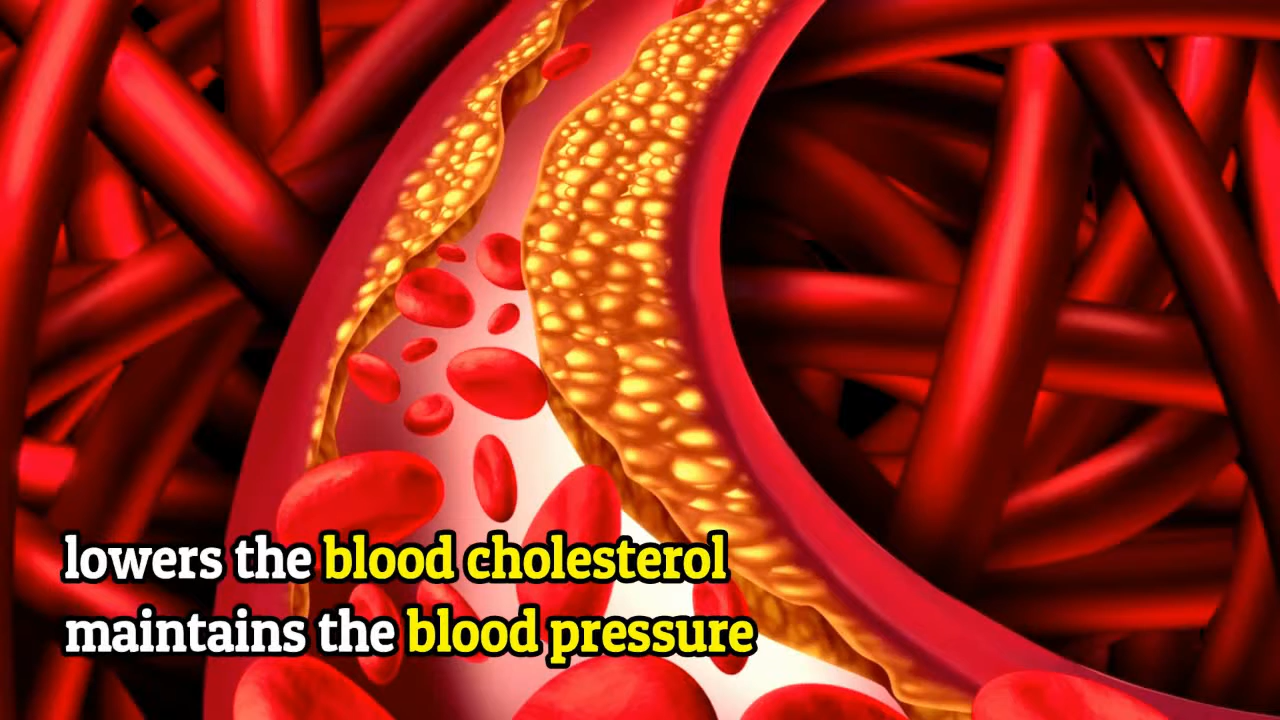 lowers the blood cholesterol
maintains the blood pressure